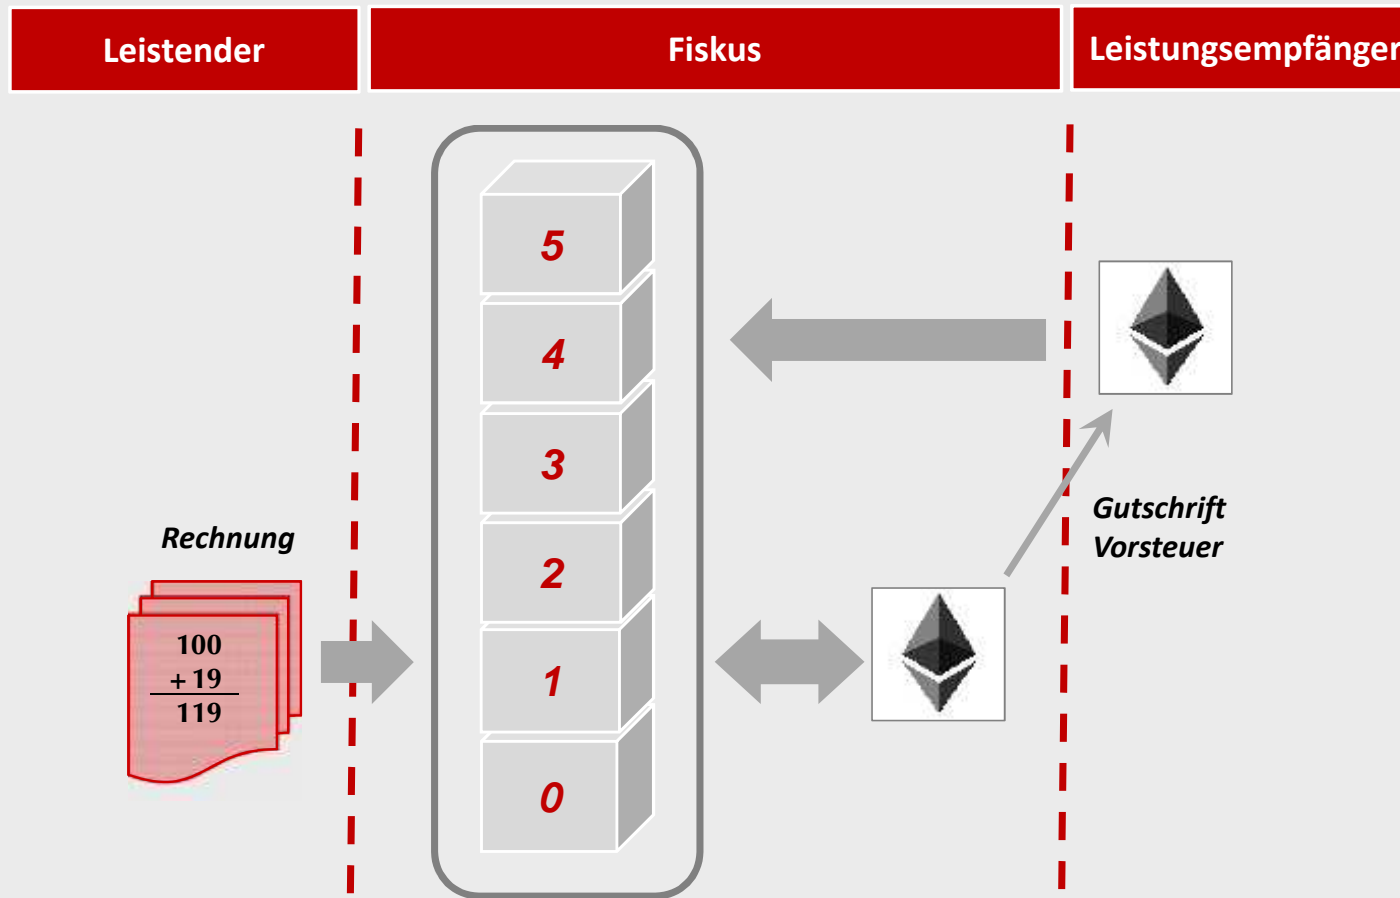 Leistender
Fiskus
Leistungsempfänger
5
4
3
2
1
0
Rechnung
100
+ 19
119
Gutschrift
Vorsteuer